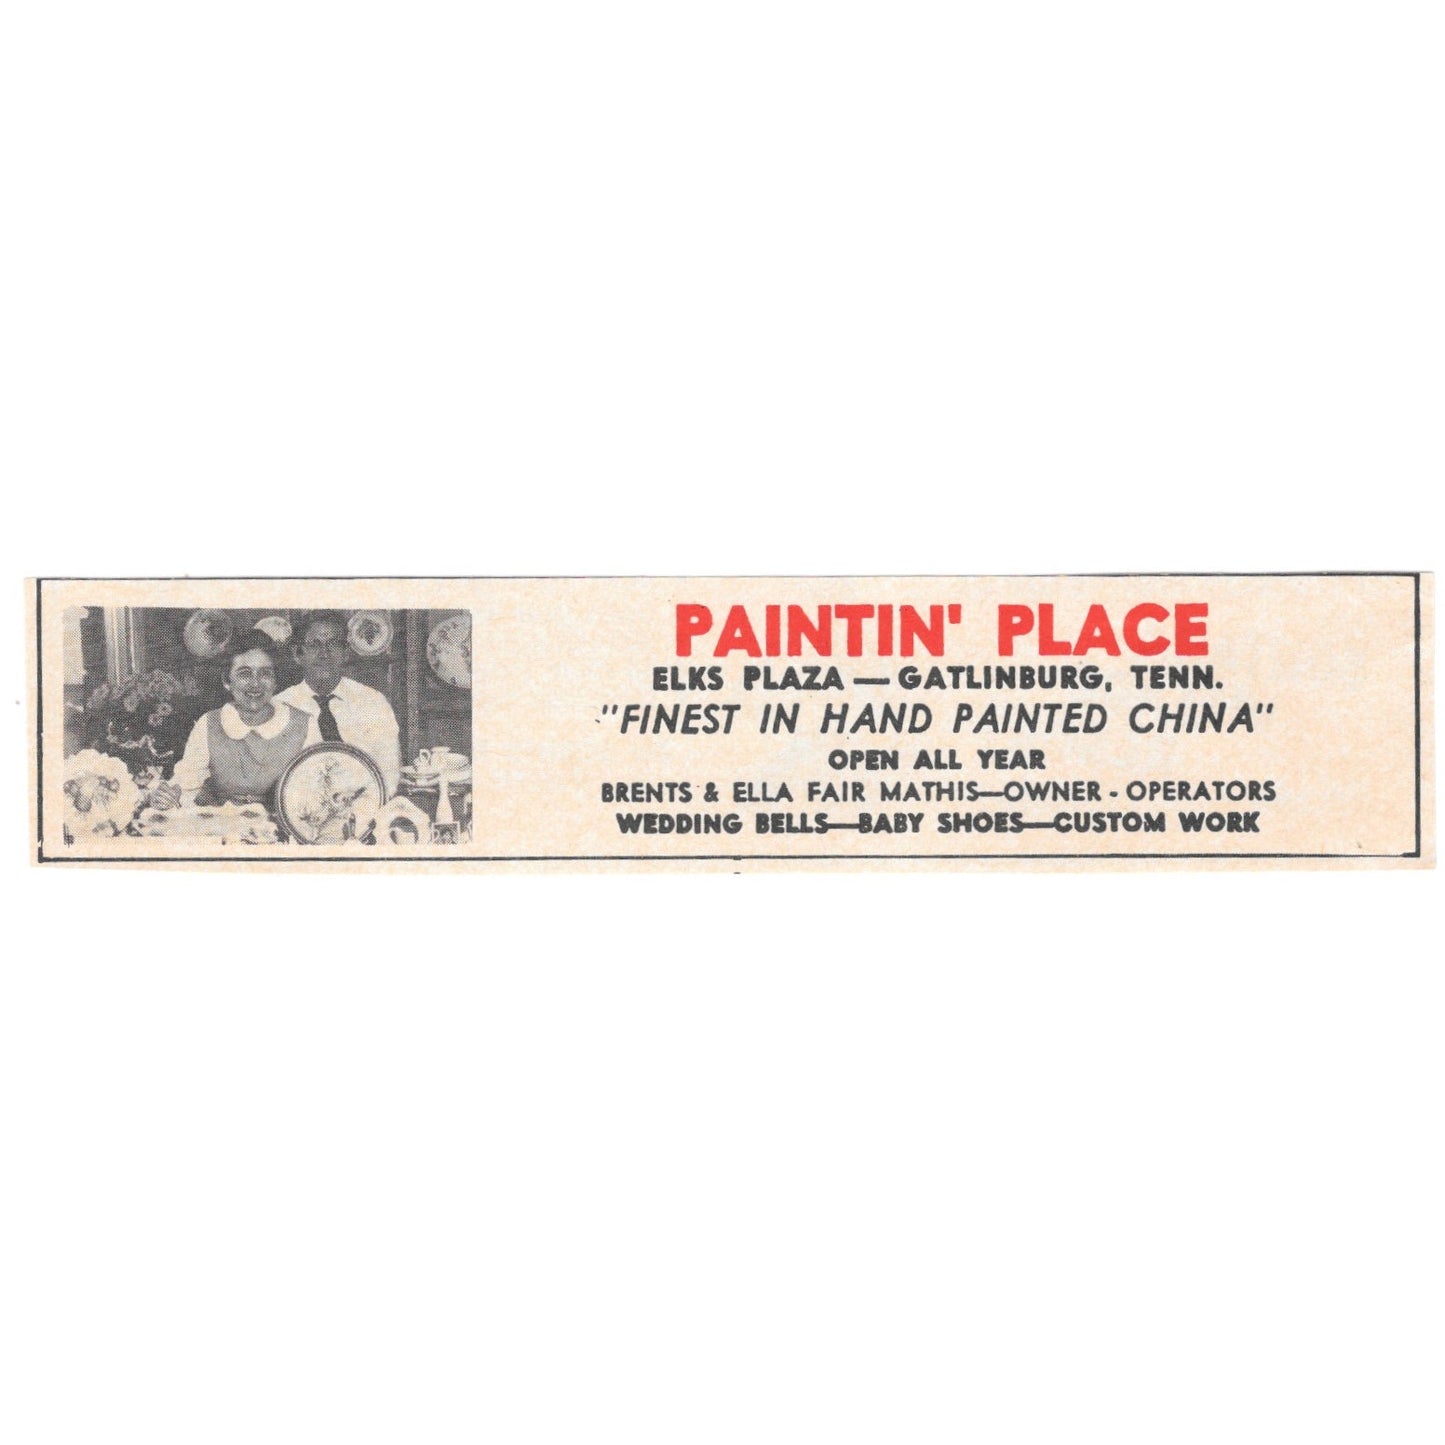 PAINTIN' PLACE
ELKS PLAZA — GATLINBURG, TENN.
"FINEST IN HAND PAINTED CHINA"
OPEN ALL YEAR
BRENTS & ELLA FAIR MATHIS—OWNER - OPERATORS
WEDDING BELLS—BABY SHOES—CUSTOM WORK